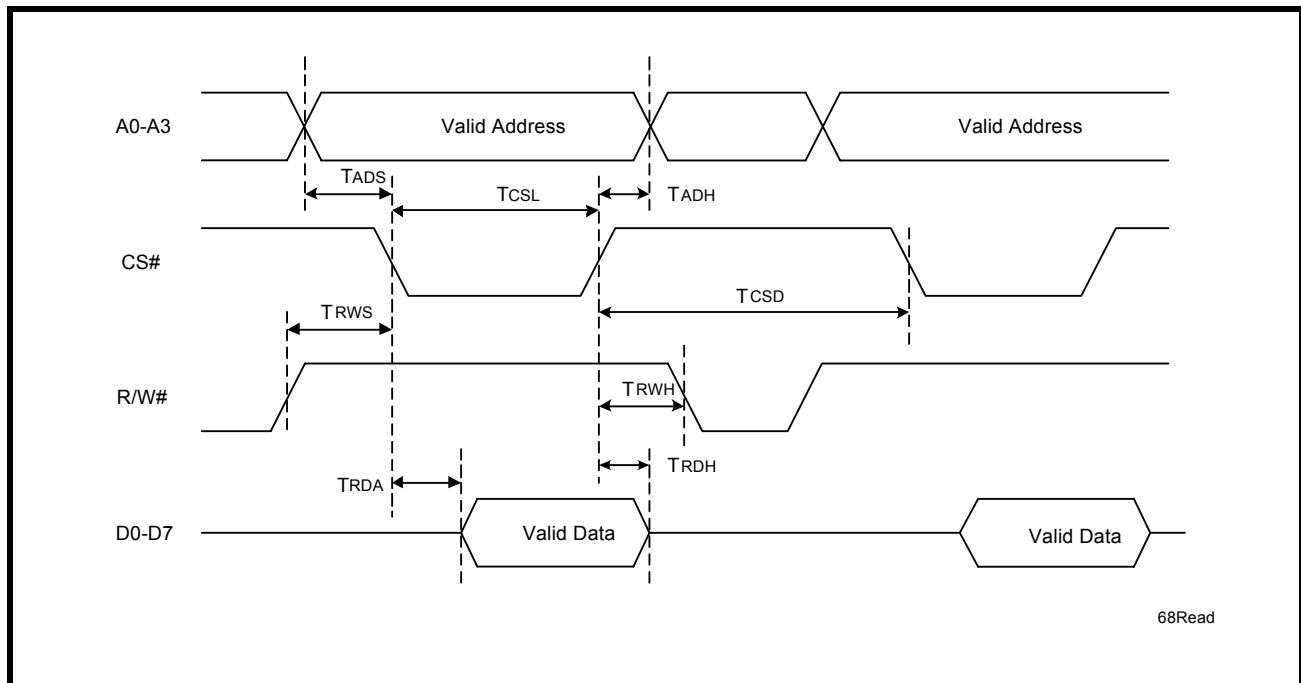 A0-A3 Valid Address Valid Address
TADS TCSL TADH
CS#
TCSD
TRWS
R/W# TRWH
TRDH
TRDA
D0-D7 Valid Data Valid Data
68Read